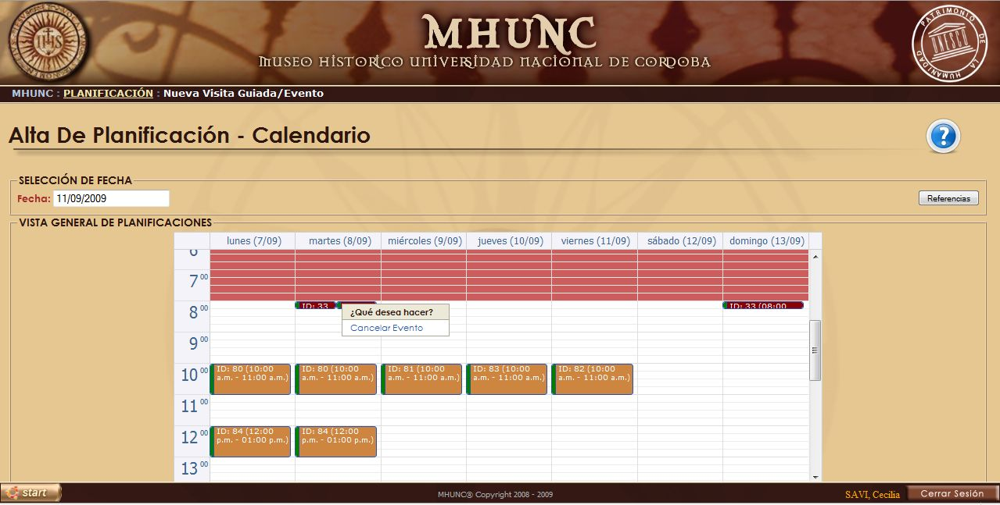 IHS
MHUNC
MUSEO HISTORICO UNIVERSIDAD NACIONAL DE CORDOBA
PATRIMONIO DE LA HUMANIDAD
UNESCO
MHUNC : PLANIFICACIÓN : Nueva Visita Guiada/Evento
Alta De Planificación - Calendario
?
SELECCIÓN DE FECHA
Fecha: 11/09/2009
Referencias
VISTA GENERAL DE PLANIFICACIONES
lunes (7/09) martes (8/09) miércoles (9/09) jueves (10/09) viernes (11/09) sábado (12/09) domingo (13/09)
6
7 00
8 00
ID: 33
ID: 33 (08:00
¿Qué desea hacer?
Cancelar Evento
9 00
10 00
ID: 80 (10:00
a.m. - 11:00 a.m.)
ID: 80 (10:00
a.m. - 11:00 a.m.)
ID: 81 (10:00
a.m. - 11:00 a.m.)
ID: 83 (10:00
a.m. - 11:00 a.m.)
ID: 82 (10:00
a.m. - 11:00 a.m.)
11 00
12 00
ID: 84 (12:00
p.m. - 01:00 p.m.)
ID: 84 (12:00
p.m. - 01:00 p.m.)
13 00
start
MHUNC® Copyright 2008 - 2009
SAVI, Cecilia
Cerrar Sesión